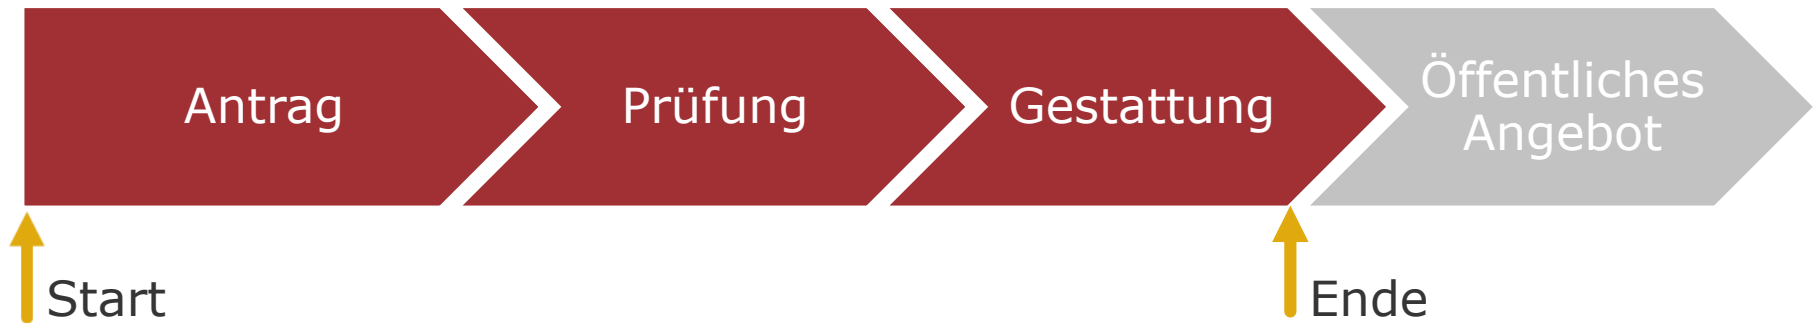 Antrag
Prüfung
Gestattung
Öffentliches
Angebot
Start
Ende